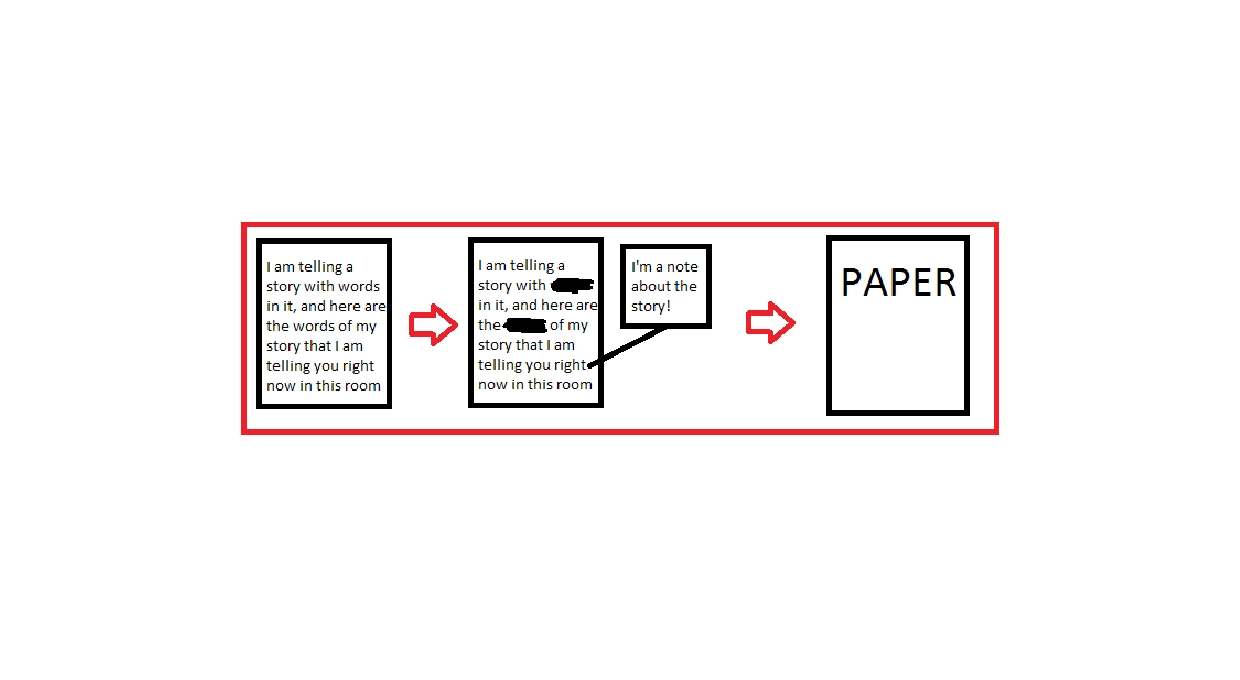 I am telling a
story with words
in it, and here are
the words of my
story that I am
telling you right
now in this room
I am telling a
story with
in it, and here are
the of my
story that I am
telling you right
now in this room
I'm a note
about the
story!
PAPER